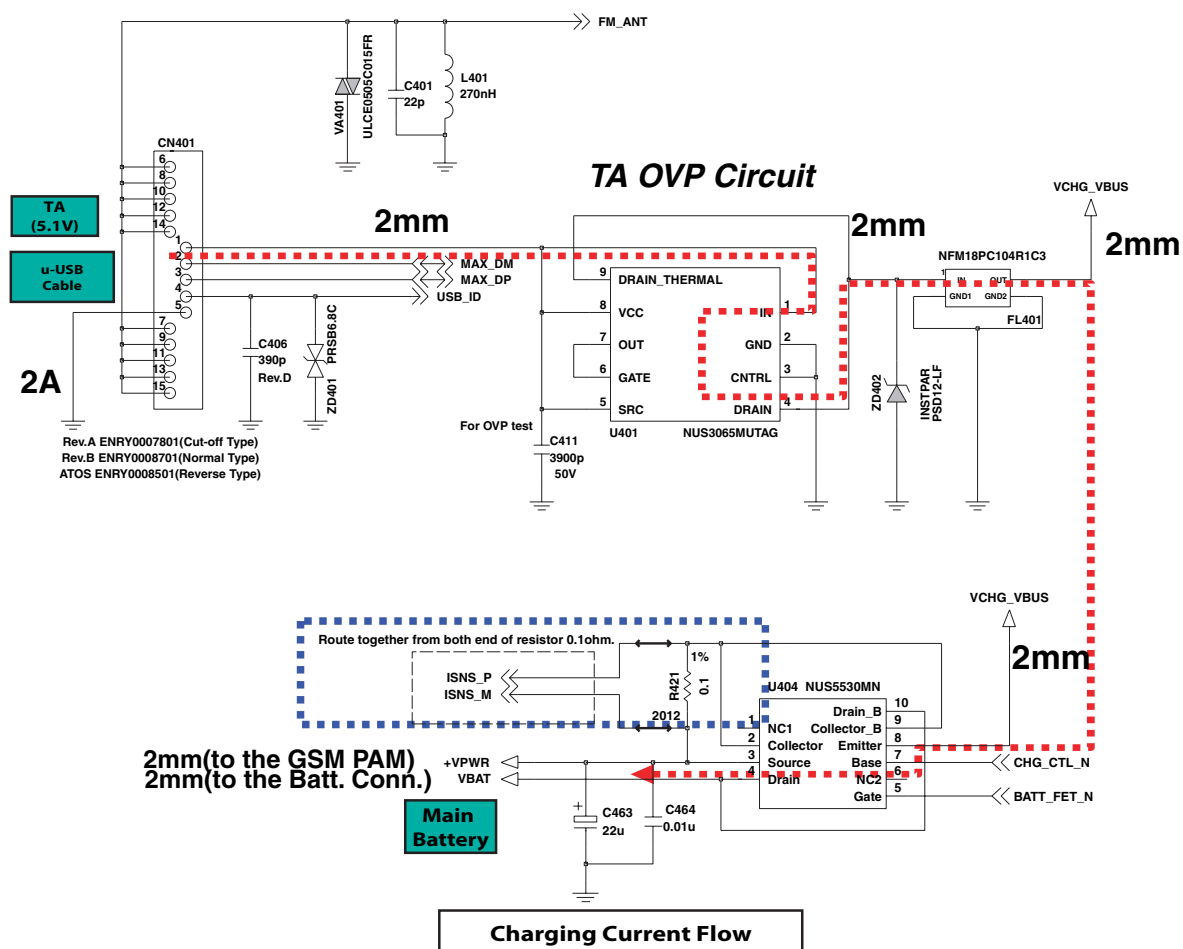 FM_ANT
VA401
ULCE0505C015FR
C401
22p
L401
270nH
CN401
6
8
10
12
14
1
2
3
4
5
7
9
11
13
15
TA
(5.1V)
u-USB
Cable
2A
2mm
MAX_DM
MAX_DP
USB_ID
C406
390p
Rev.D
PRSB6.8C
ZD401
Rev.A ENRY0007801(Cut-off Type)
Rev.B ENRY0008701(Normal Type)
ATOS ENRY0008501(Reverse Type)
TA OVP Circuit
2mm
9
DRAIN_THERMAL
8
VCC
7
OUT
6
GATE
5
SRC
IN
1
GND
2
CNTRL
3
DRAIN
4
U401
NUS3065MUTAG
For OVP test
C411
3900p
50V
ZD402
INSTPAR
PSD12-LF
VCHG_VBUS
2mm
NFM18PC104R1C3
1
IN
OUT
GND1
GND2
FL401
Route together from both end of resistor 0.1ohm.
ISNS_P
ISNS_M
1%
R421
0.1
2012
VCHG_VBUS
2mm
U404 NUS5530MN
1
NC1
2
Collector
3
Source
4
Drain
Drain_B
10
Collector_B
9
Emitter
8
Base
7
NC2
6
Gate
5
CHG_CTL_N
BATT_FET_N
2mm(to the GSM PAM)
+VPWR
2mm(to the Batt. Conn.)
VBAT
Main
Battery
+
C463
22u
C464
0.01u
Charging Current Flow